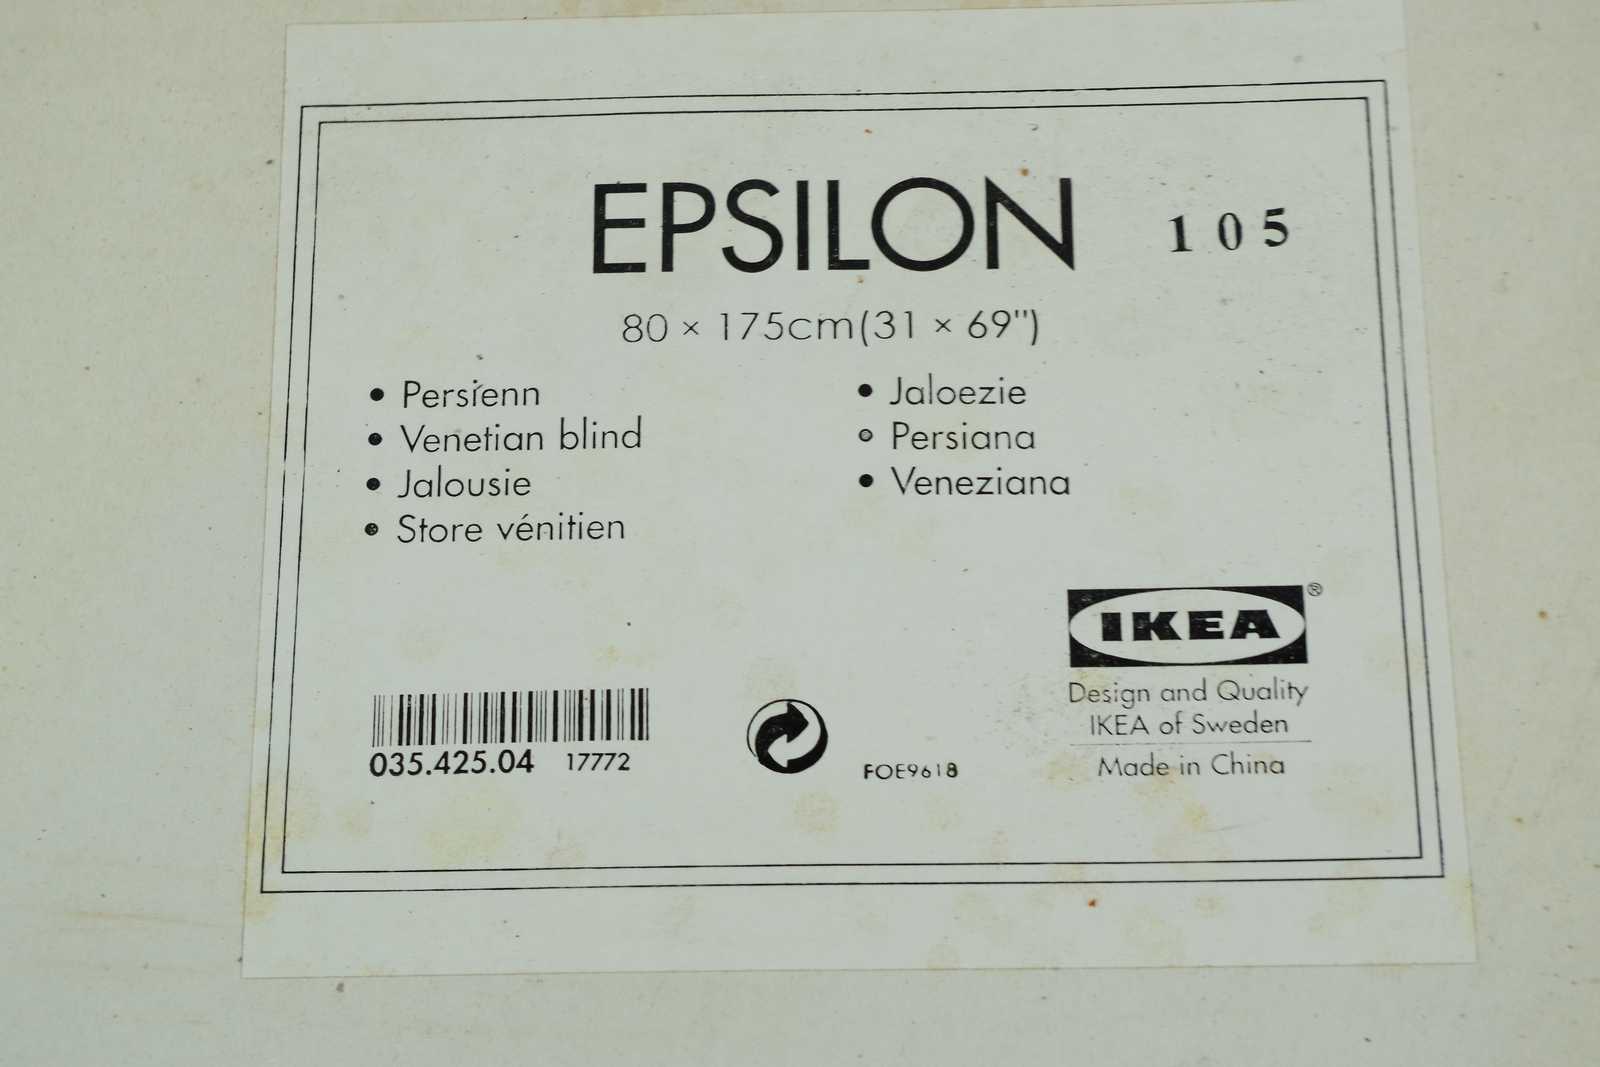 EPSILON 105
80 × 175cm(31 × 69")
• Persienn
• Venetian blind
• Jalousie
• Store vénitien
• Jaloezie
• Persiana
• Veneziana
IKEA®
Design and Quality
IKEA of Sweden
Made in China
035.425.04 17772
FOE9618